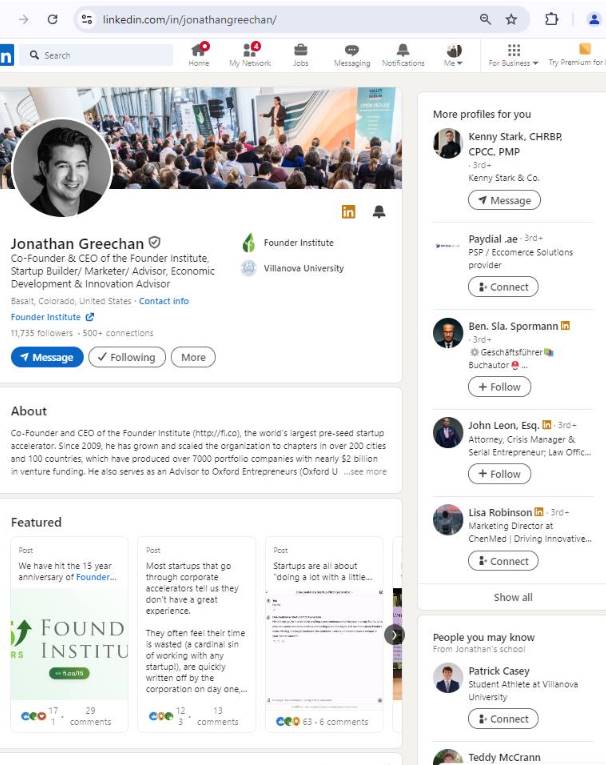 linkedin.com/in/jonathangreechan/
in
Search
Home
4
My Network
Jobs
Messaging
Notifications
Me
For Business
Try Premium for
in
Jonathan Greechan
Co-Founder & CEO of the Founder Institute,
Startup Builder/ Marketer/ Advisor, Economic
Development & Innovation Advisor
Basalt, Colorado, United States · Contact info
Founder Institute
11,735 followers · 500+ connections
Message
Following
More
Founder Institute
Villanova University
About
Co-Founder and CEO of the Founder Institute (http://fi.co), the world's largest pre-seed startup
accelerator. Since 2009, he has grown and scaled the organization to chapters in over 200 cities
and 100 countries, which have produced over 7000 portfolio companies with nearly $2 billion
in venture funding. He also serves as an Advisor to Oxford Entrepreneurs (Oxford U ...see more
Featured
Post
We have hit the 15 year
anniversary of Founder...
FOUND
INSTITU
RS
fi.co/15
17
1
29
comments
Post
Most startups that go
through corporate
accelerators tell us they
don't have a great
experience.
They often feel their time
is wasted (a cardinal sin
of working with any
startup), are quickly
written off by the
corporation on day one,...
12
3
13
comments
Post
Startups are all about
"doing a lot with a little...
63 · 6 comments
More profiles for you
Kenny Stark, CHRBP,
CPCC, PMP
· 3rd+
Kenny Stark & Co.
Message
Paydial .ae · 3rd+
PSP / Eccomerce Solutions
provider
Connect
Ben. Sla. Spormann in
· 3rd+
Geschäftsführer
Buchautor ...
Follow
John Leon, Esq. in · 3rd+
Attorney, Crisis Manager &
Serial Entrepreneur; Law Offic...
Follow
Lisa Robinson in · 3rd+
Marketing Director at
ChenMed | Driving Innovative...
Connect
Show all
People you may know
From Jonathan's school
Patrick Casey
Student Athlete at Villanova
University
Connect
Teddy McCrann